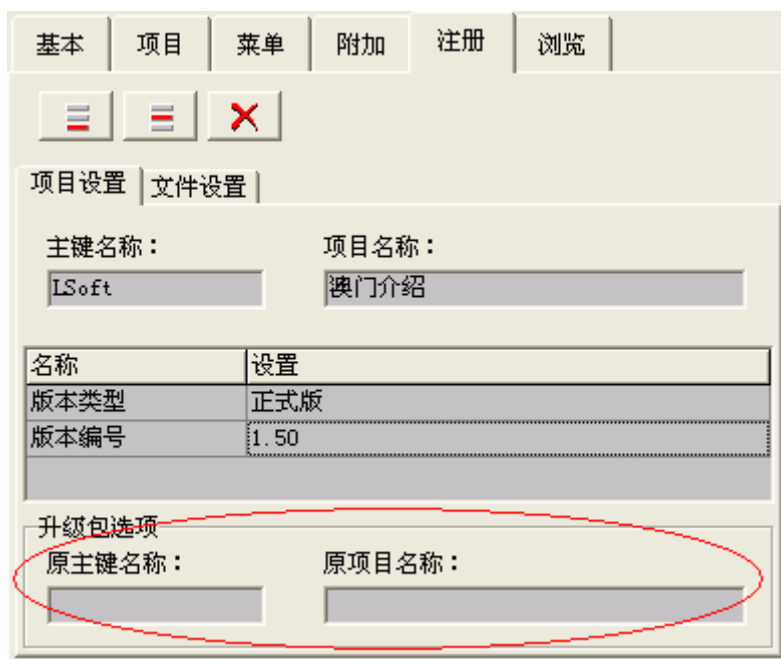 基本 项目 菜单 附加 注册 浏览
项目设置 文件设置
主键名称： 项目名称：
LSoft 澳门介绍
名称 设置
版本类型 正式版
版本编号 1.50
升级包选项
原主键名称： 原项目名称：